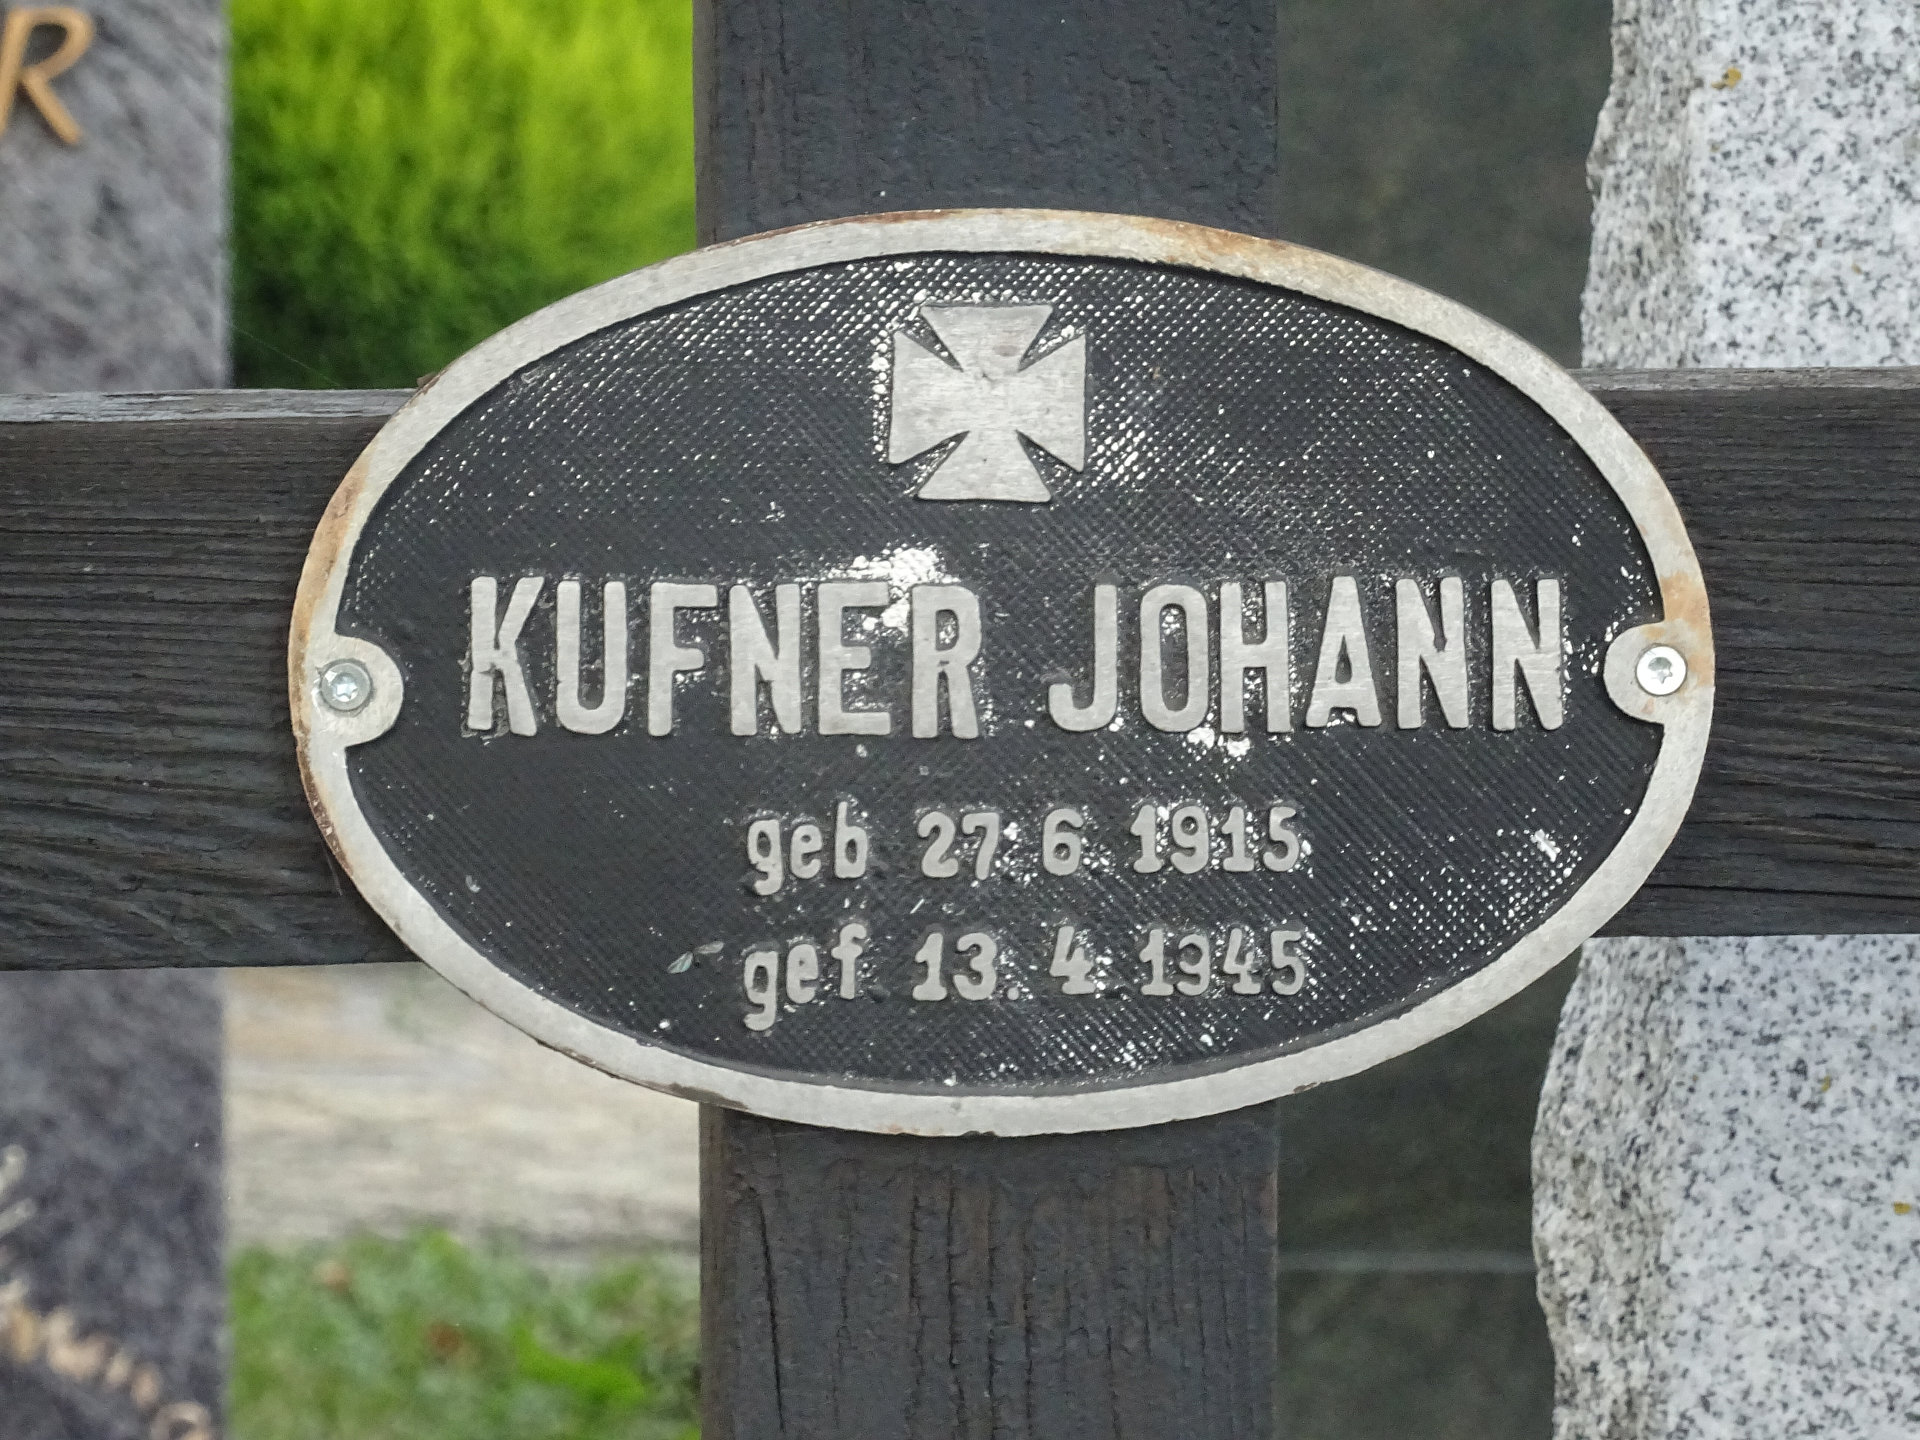 R
KUFNER JOHANN
geb 27 6 1915
gef 13. 4 1945